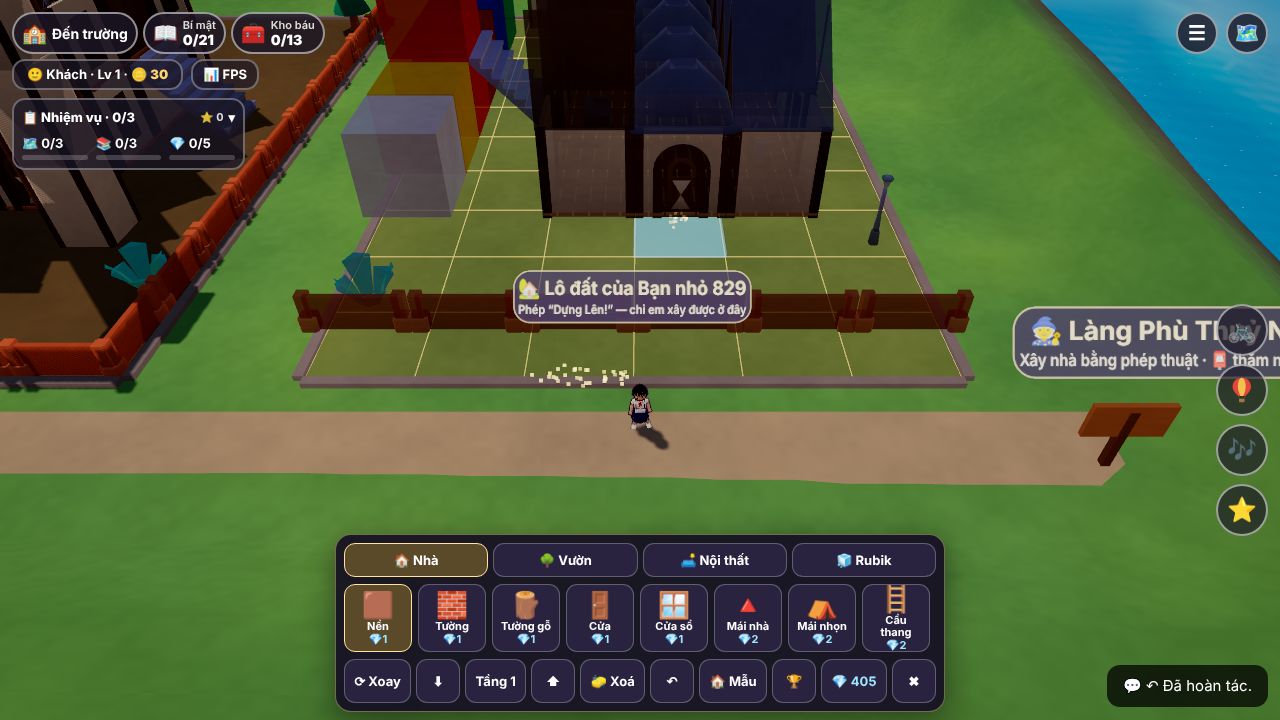 Đến trường
Bí mật
0/21
Kho báu
0/13
Khách · Lv 1 · 30
FPS
Nhiệm vụ · 0/3
0
0/3
0/3
0/5
Lô đất của Bạn nhỏ 829
Phép “Dựng Lên!” — chỉ em xây được ở đây
Làng Phù
Xây nhà bằng phép thuật · thăm
Nhà
Vườn
Nội thất
Rubik
Nền
1
Tường
1
Tường gỗ
1
Cửa
1
Cửa sổ
1
Mái nhà
2
Mái nhọn
2
Cầu thang
2
Xoay
Tầng 1
Xoá
Mẫu
405
Đã hoàn tác.